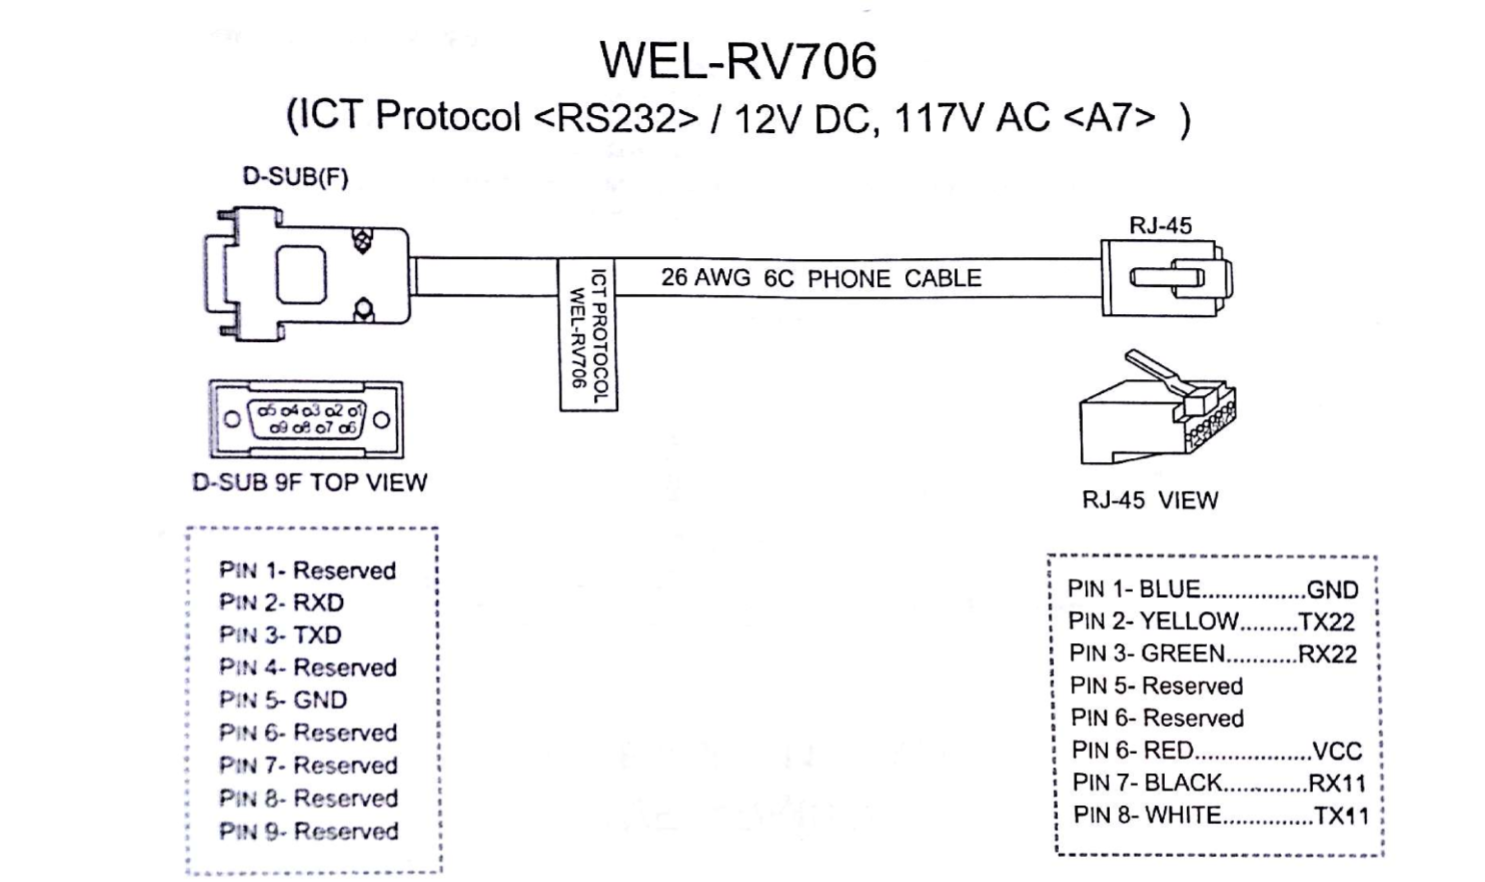 WEL-RV706
(ICT Protocol <RS232> / 12V DC, 117V AC <A7> )
D-SUB(F)
RJ-45
26 AWG 6C PHONE CABLE
ICT PROTOCOL
WEL-RV706
o5 o4 o3 o2 o1
o9 o8 o7 o6
D-SUB 9F TOP VIEW
RJ-45 VIEW
PIN 1- Reserved
PIN 2- RXD
PIN 3- TXD
PIN 4- Reserved
PIN 5- GND
PIN 6- Reserved
PIN 7- Reserved
PIN 8- Reserved
PIN 9- Reserved
PIN 1- BLUE.................GND
PIN 2- YELLOW.........TX22
PIN 3- GREEN...........RX22
PIN 5- Reserved
PIN 6- Reserved
PIN 6- RED...................VCC
PIN 7- BLACK.............RX11
PIN 8- WHITE..............TX11